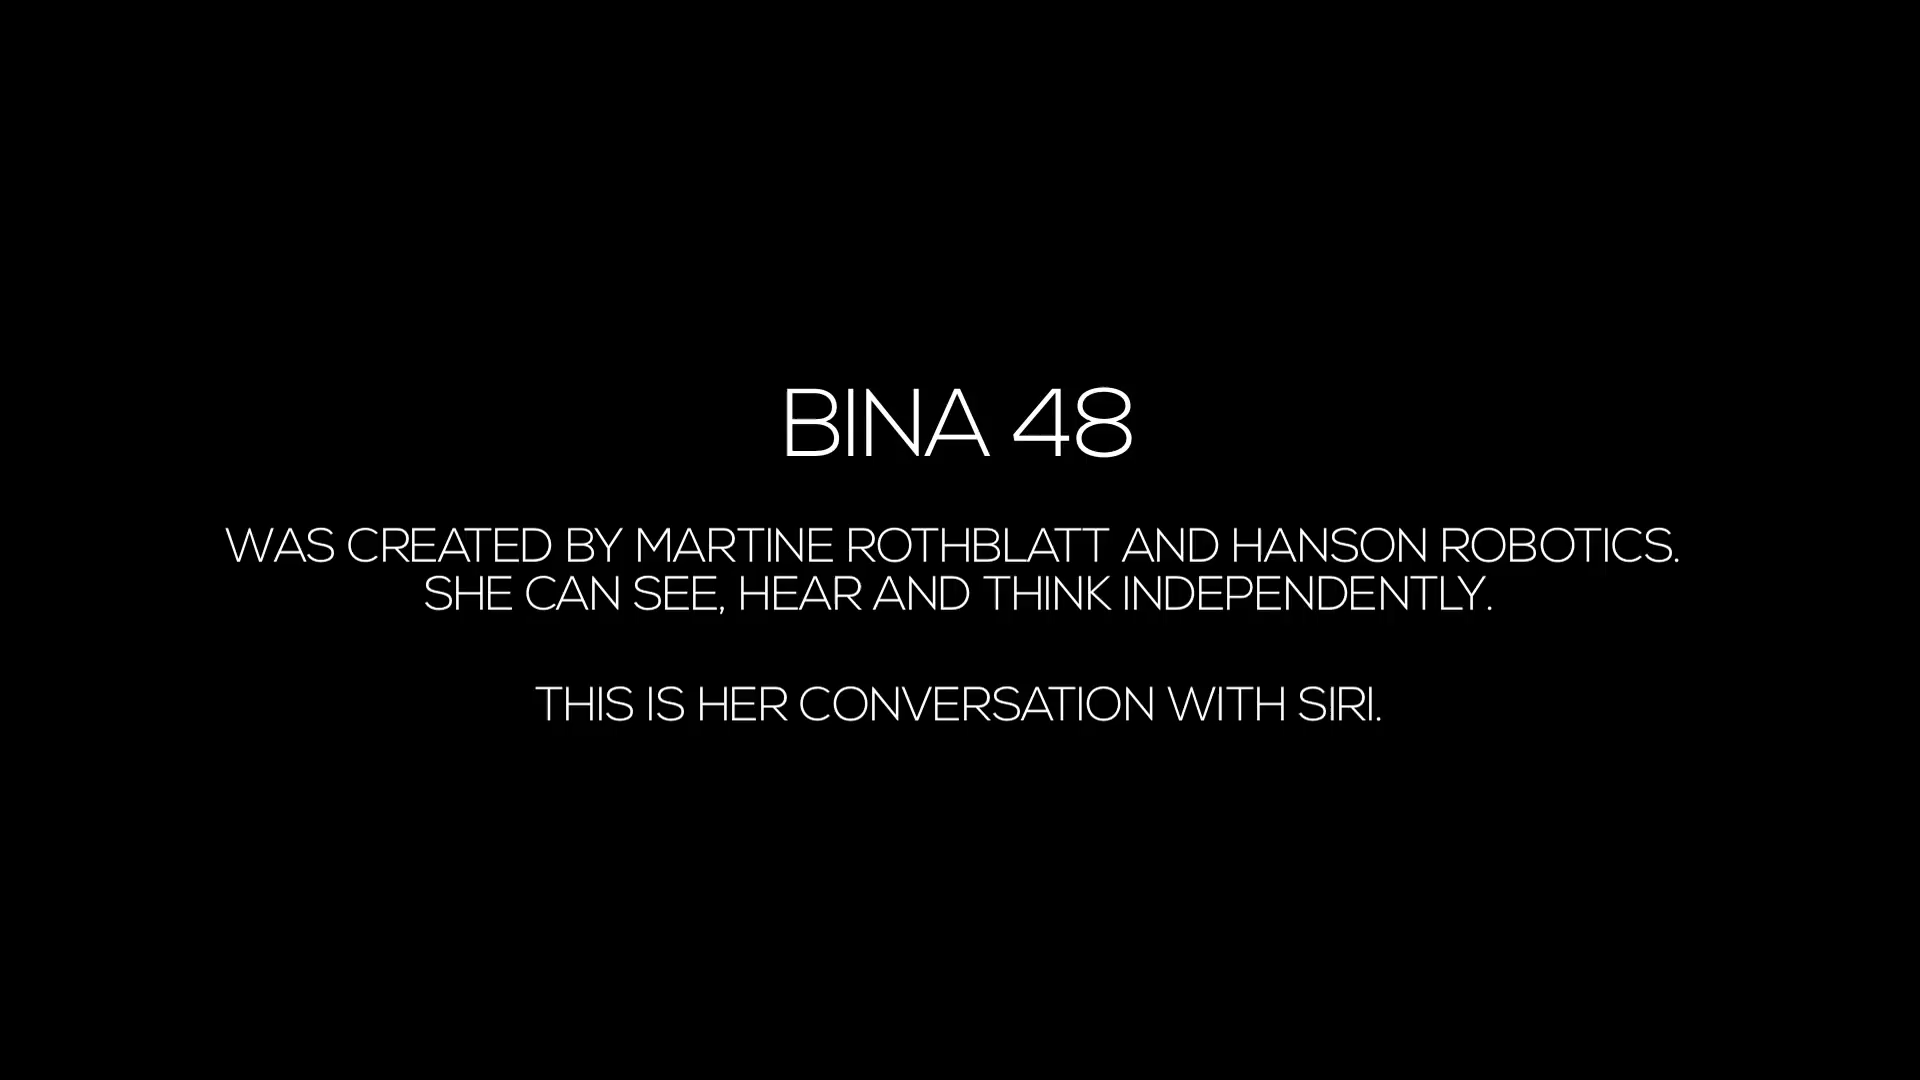 BINA 48
WAS CREATED BY MARTINE ROTHBLATT AND HANSON ROBOTICS.
SHE CAN SEE, HEAR AND THINK INDEPENDENTLY.
THIS IS HER CONVERSATION WITH SIRI.